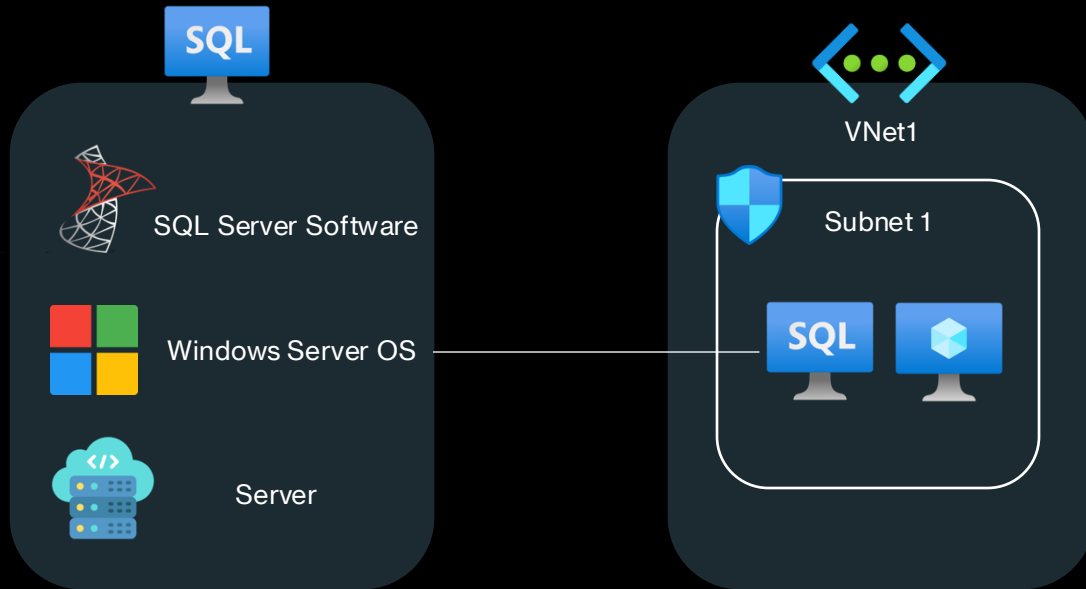 SQL
SQL Server Software
Windows Server OS
</>
Server
VNet1
Subnet 1
SQL